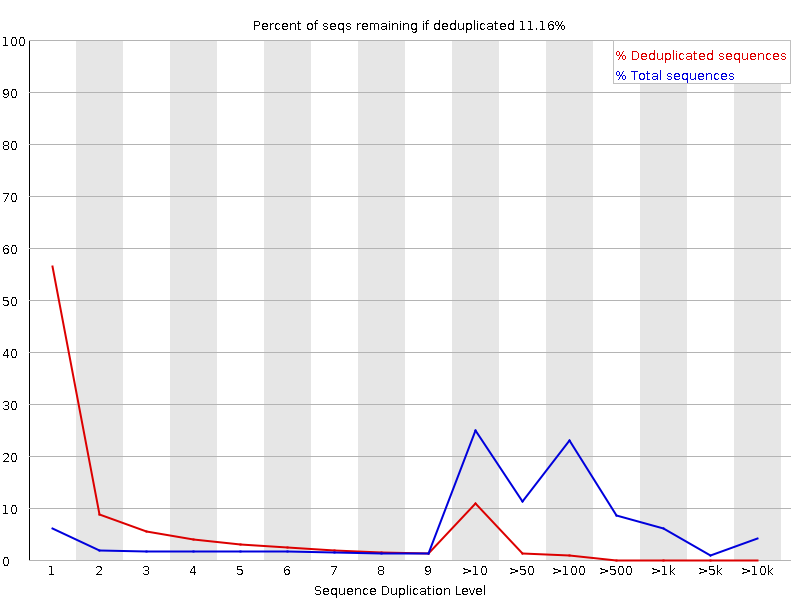 Percent of seqs remaining if deduplicated 11.16%
% Deduplicated sequences
% Total sequences
100
90
80
70
60
50
40
30
20
10
0
1 2 3 4 5 6 7 8 9 >10 >50 >100 >500 >1k >5k >10k
Sequence Duplication Level